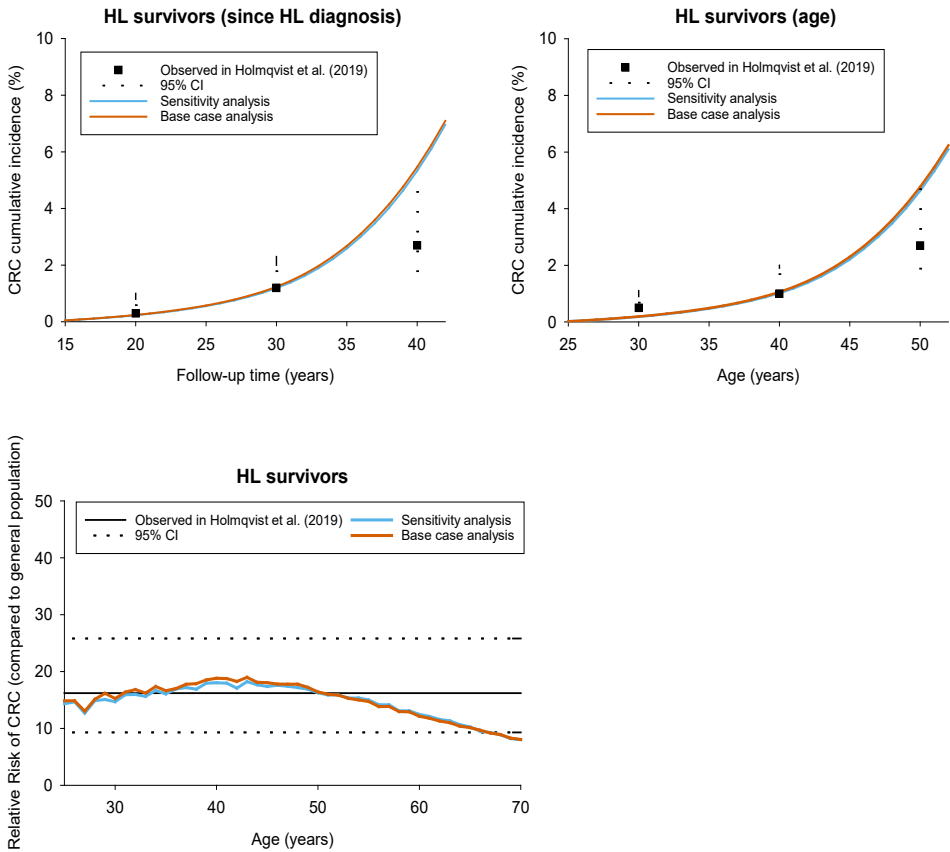 HL survivors (since HL diagnosis)
CRC cumulative incidence (%)
10
8
6
4
2
0
Observed in Holmqvist et al. (2019)
95% CI
Sensitivity analysis
Base case analysis
15 20 25 30 35 40
Follow-up time (years)
HL survivors (age)
CRC cumulative incidence (%)
10
8
6
4
2
0
Observed in Holmqvist et al. (2019)
95% CI
Sensitivity analysis
Base case analysis
25 30 35 40 45 50
Age (years)
HL survivors
Relative Risk of CRC (compared to general population)
50
40
30
20
10
0
Observed in Holmqvist et al. (2019) Sensitivity analysis
95% CI Base case analysis
30 40 50 60 70
Age (years)